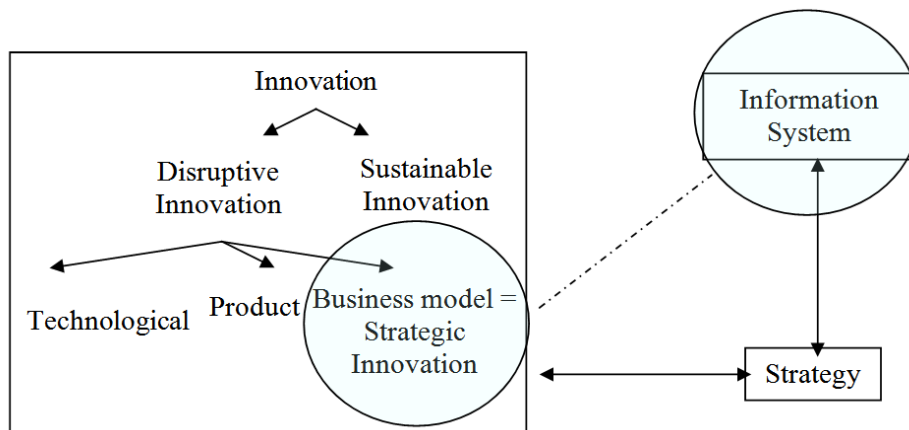 Innovation
Disruptive
Innovation
Sustainable
Innovation
Technological
Product
Business model =
Strategic
Innovation
Information
System
Strategy